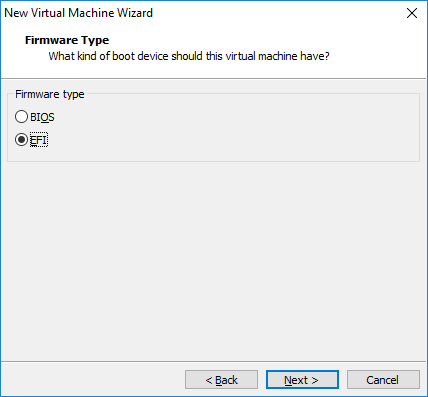 New Virtual Machine Wizard
Firmware Type
What kind of boot device should this virtual machine have?
Firmware type
BIOS
EFI
< Back Next > Cancel